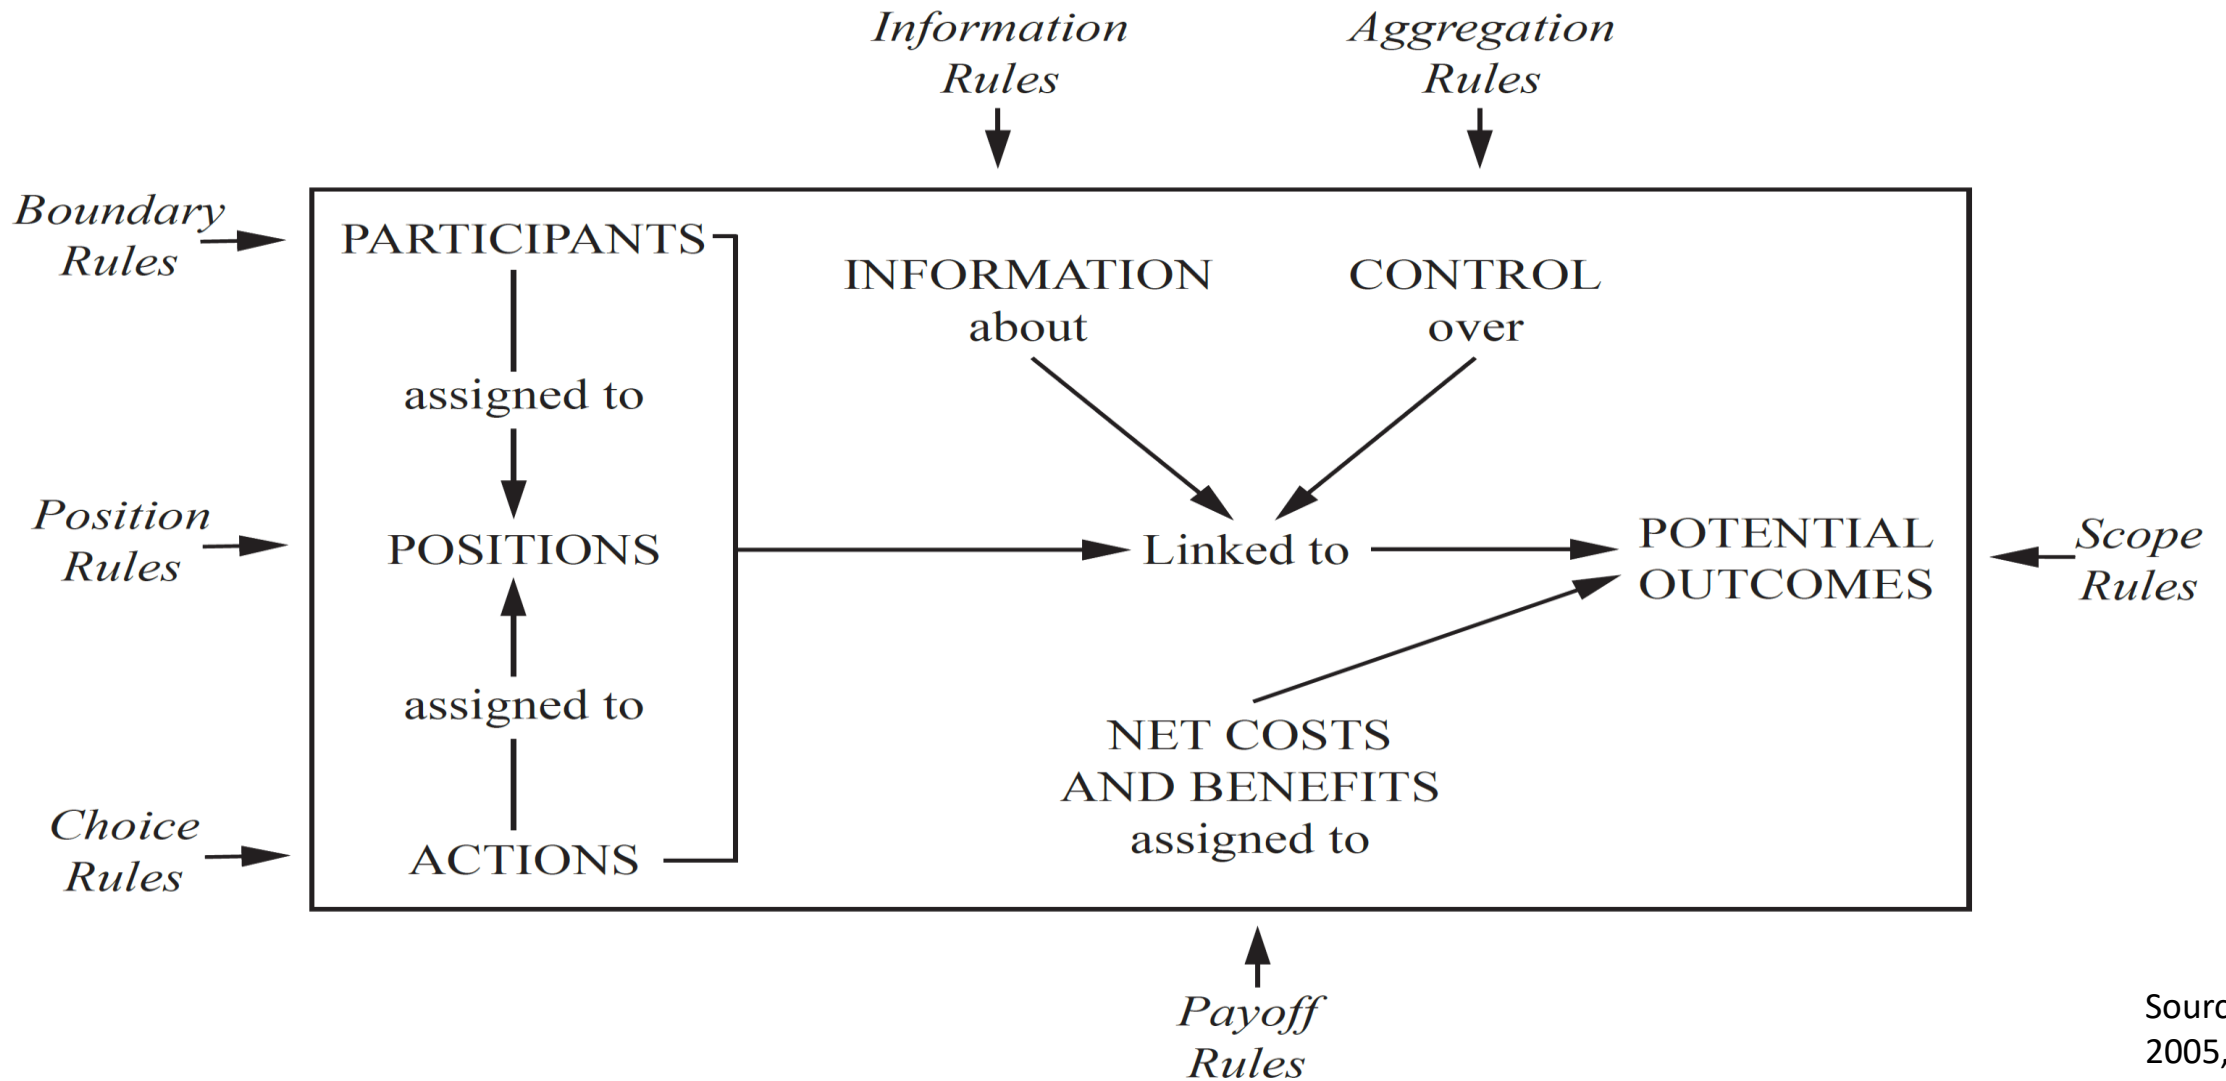 Information
Rules
Aggregation
Rules
Boundary
Rules
PARTICIPANTS
INFORMATION
about
CONTROL
over
assigned to
Position
Rules
POSITIONS
Linked to
POTENTIAL
OUTCOMES
Scope
Rules
assigned to
NET COSTS
AND BENEFITS
assigned to
Choice
Rules
ACTIONS
Payoff
Rules
2005,